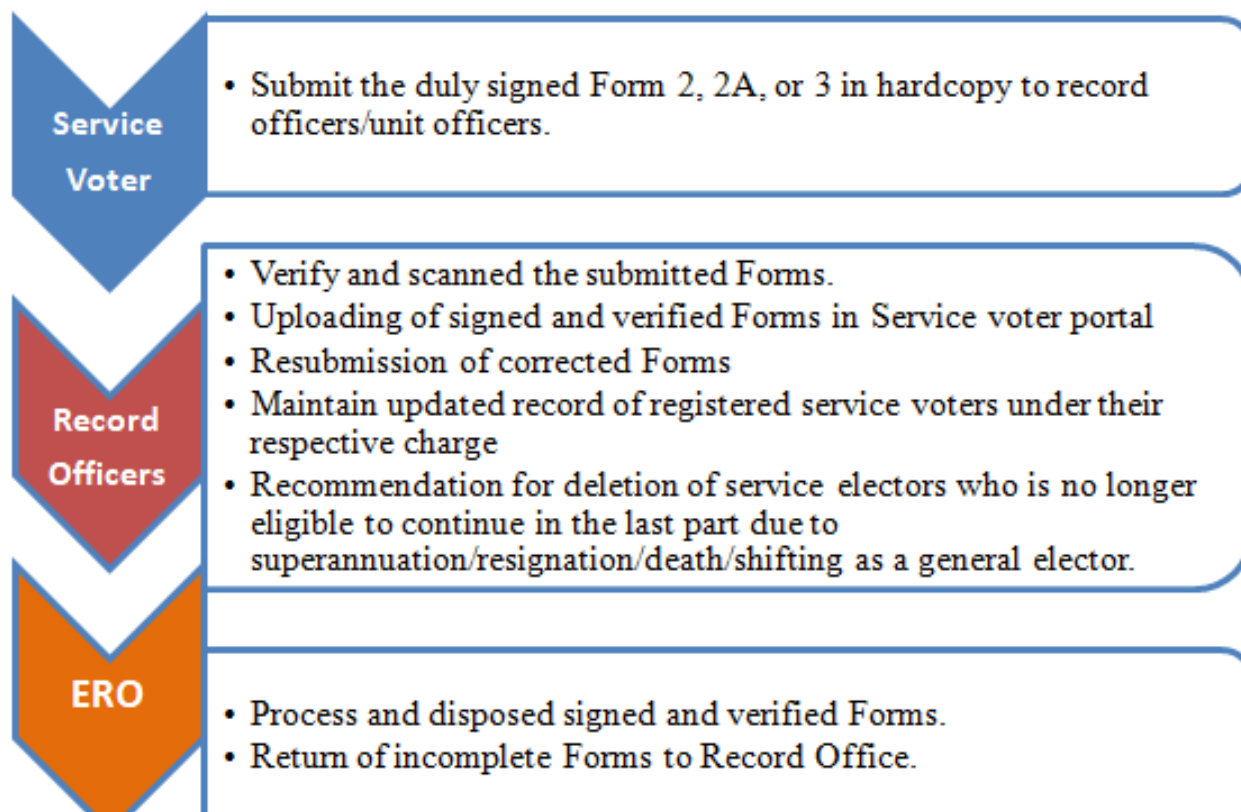 Service
Voter
• Submit the duly signed Form 2, 2A, or 3 in hardcopy to record
officers/unit officers.
Record
Officers
• Verify and scanned the submitted Forms.
• Uploading of signed and verified Forms in Service voter portal
• Resubmission of corrected Forms
• Maintain updated record of registered service voters under their
respective charge
• Recommendation for deletion of service electors who is no longer
eligible to continue in the last part due to
superannuation/resignation/death/shifting as a general elector.
ERO
• Process and disposed signed and verified Forms.
• Return of incomplete Forms to Record Office.